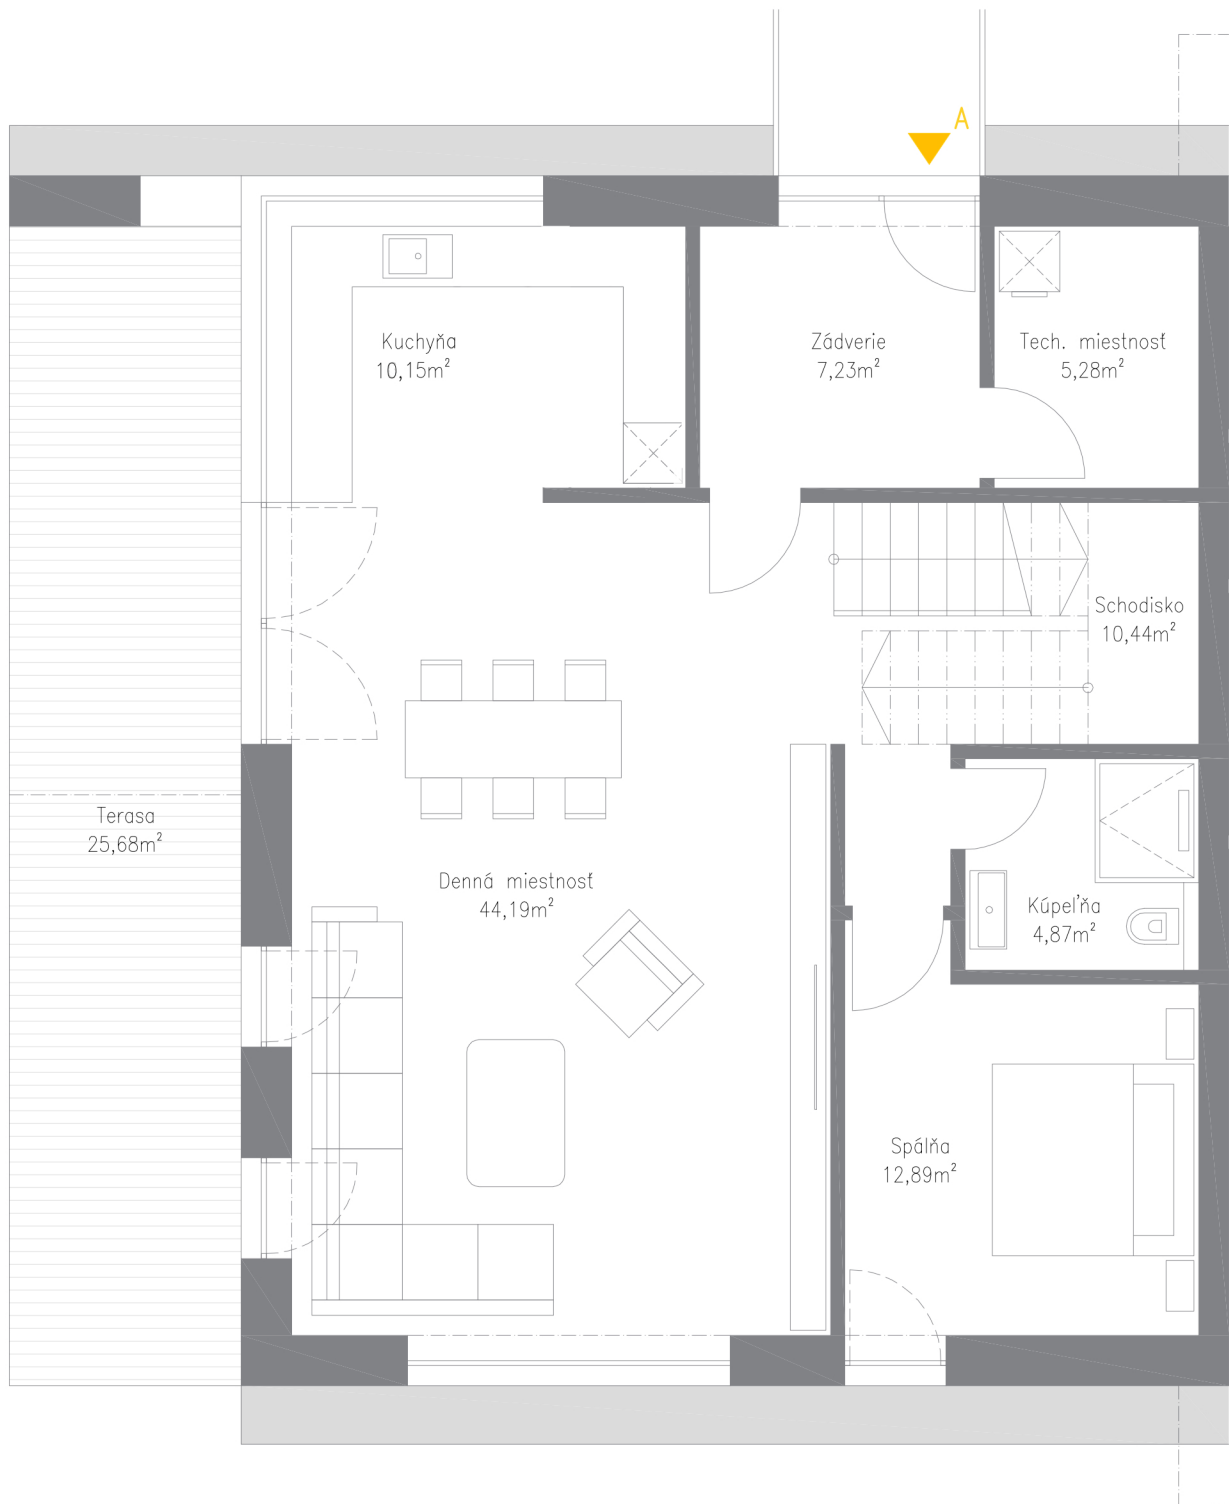 A
Kuchyňa
10,15m²
Zádverie
7,23m²
Tech. miestnosť
5,28m²
Schodisko
10,44m²
Terasa
25,68m²
Denná miestnosť
44,19m²
Kúpeľňa
4,87m²
Spálňa
12,89m²